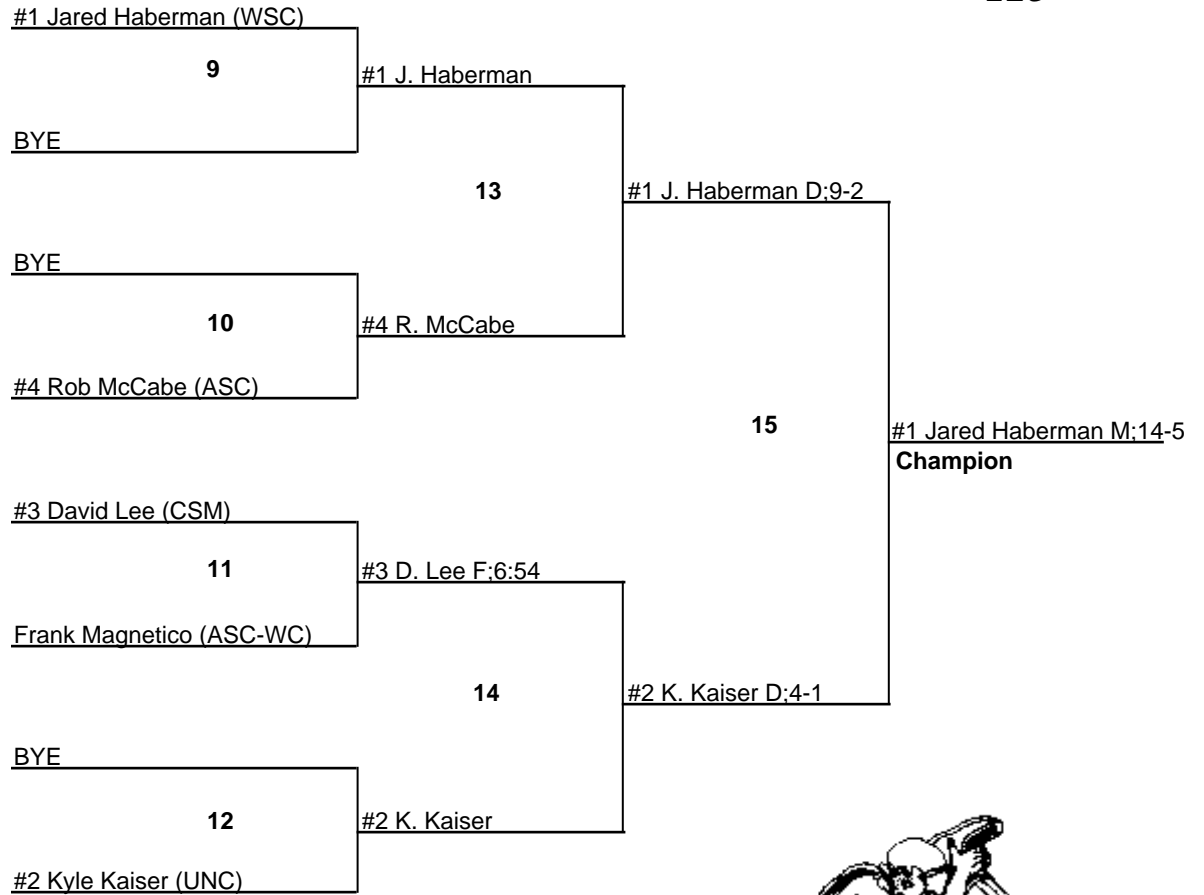 #1 Jared Haberman (WSC)
9
#1 J. Haberman
BYE
13
#1 J. Haberman D;9-2
BYE
10
#4 R. McCabe
#4 Rob McCabe (ASC)
15
#1 Jared Haberman M;14-5
Champion
#3 David Lee (CSM)
11
#3 D. Lee F;6:54
Frank Magnetico (ASC-WC)
14
#2 K. Kaiser D;4-1
BYE
12
#2 K. Kaiser
#2 Kyle Kaiser (UNC)